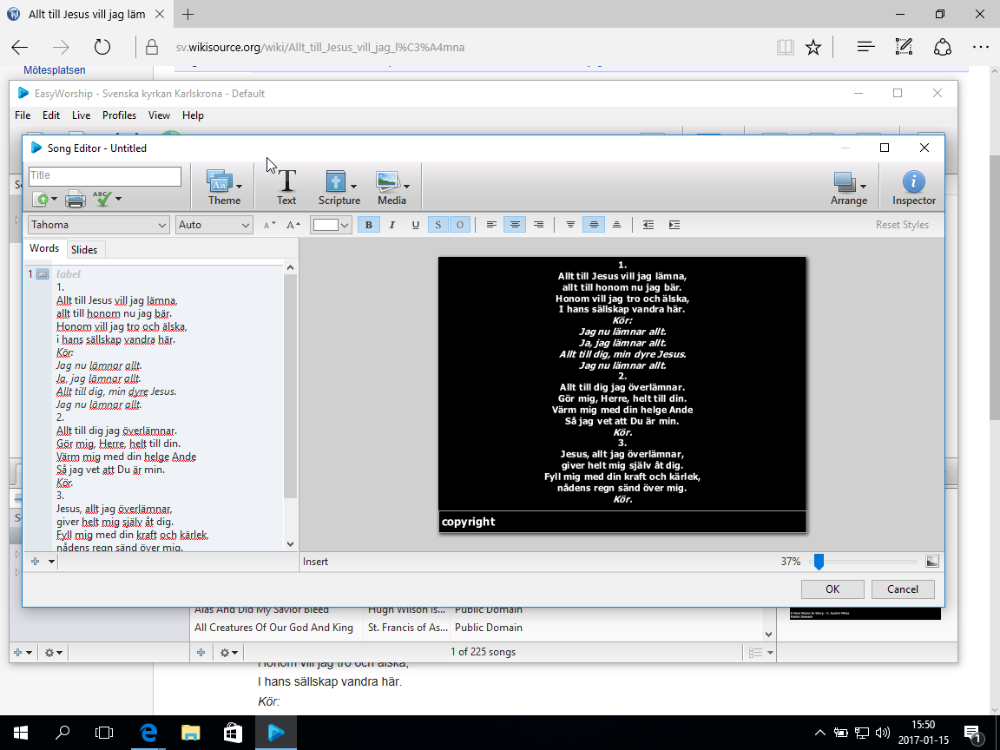 Allt till Jesus vill jag läm
sv.wikisource.org/wiki/Allt_till_Jesus_vill_jag_l%C3%A4mna
Mötesplatsen
EasyWorship - Svenska kyrkan Karlskrona - Default
File Edit Live Profiles View Help
Song Editor - Untitled
Title
ABC
Aa
Theme Text Scripture Media Arrange Inspector
Tahoma Auto A A B I U S O Reset Styles
Words Slides
1 label
1.
Allt till Jesus vill jag lämna,
allt till honom nu jag bär.
Honom vill jag tro och älska,
i hans sällskap vandra här.
Kör:
Jag nu lämnar allt.
Ja, jag lämnar allt.
Allt till dig, min dyre Jesus.
Jag nu lämnar allt.
2.
Allt till dig jag överlämnar.
Gör mig, Herre, helt till din.
Värm mig med din helge Ande
Så jag vet att Du är min.
Kör.
3.
Jesus, allt jag överlämnar,
giver helt mig själv åt dig.
Fyll mig med din kraft och kärlek,
nådens regn sänd över mig.
1.
Allt till Jesus vill jag lämna,
allt till honom nu jag bär.
Honom vill jag tro och älska,
I hans sällskap vandra här.
Kör:
Jag nu lämnar allt.
Ja, jag lämnar allt.
Allt till dig, min dyre Jesus.
Jag nu lämnar allt.
2.
Allt till dig jag överlämnar.
Gör mig, Herre, helt till din.
Värm mig med din helge Ande
Så jag vet att Du är min.
Kör.
3.
Jesus, allt jag överlämnar,
giver helt mig själv åt dig.
Fyll mig med din kraft och kärlek,
nådens regn sänd över mig.
Kör.
copyright
Insert 37%
OK Cancel
Alas And Did My Savior Bleed Hugh Wilson Is... Public Domain
All Creatures Of Our God And King St. Francis of As... Public Domain
A New Name In Glory - C. Austin Miles
Public Domain
1 of 225 songs
Honom vill jag tro och älska,
I hans sällskap vandra här.
Kör:
15:50
2017-01-15
1